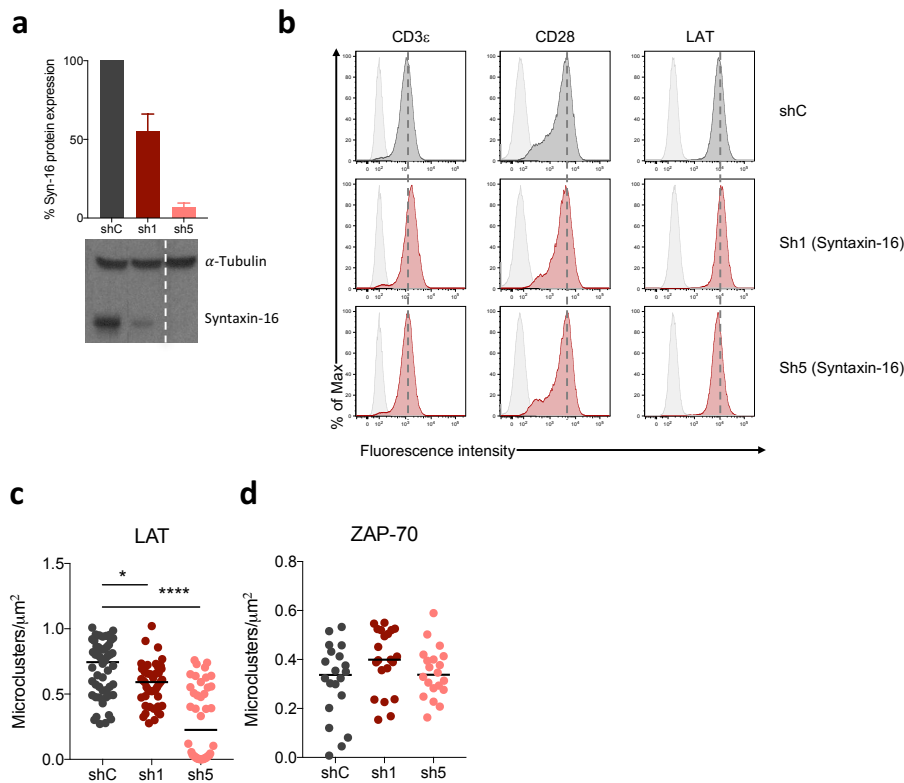 a
% Syn-16 protein expression
100
50
0
shC sh1 sh5
α-Tubulin
Syntaxin-16
b
CD3ε CD28 LAT
shC
Sh1 (Syntaxin-16)
Sh5 (Syntaxin-16)
% of Max
Fluorescence intensity
c
LAT
Microclusters/μm²
1.5
1.0
0.5
0.0
* ****
shC sh1 sh5
d
ZAP-70
Microclusters/μm²
0.8
0.6
0.4
0.2
0.0
shC sh1 sh5